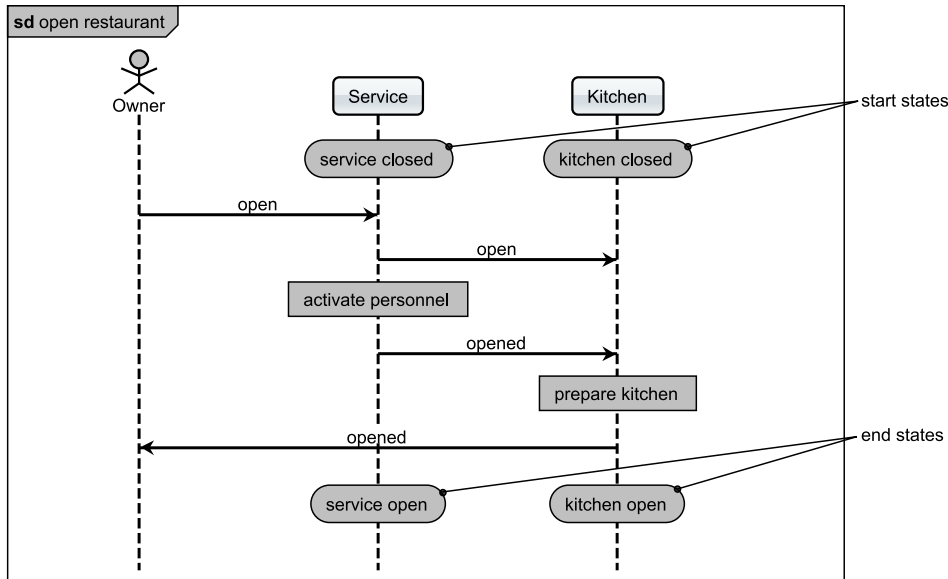 sd open restaurant
Owner
Service
Kitchen
start states
service closed
kitchen closed
open
open
activate personnel
opened
prepare kitchen
opened
end states
service open
kitchen open